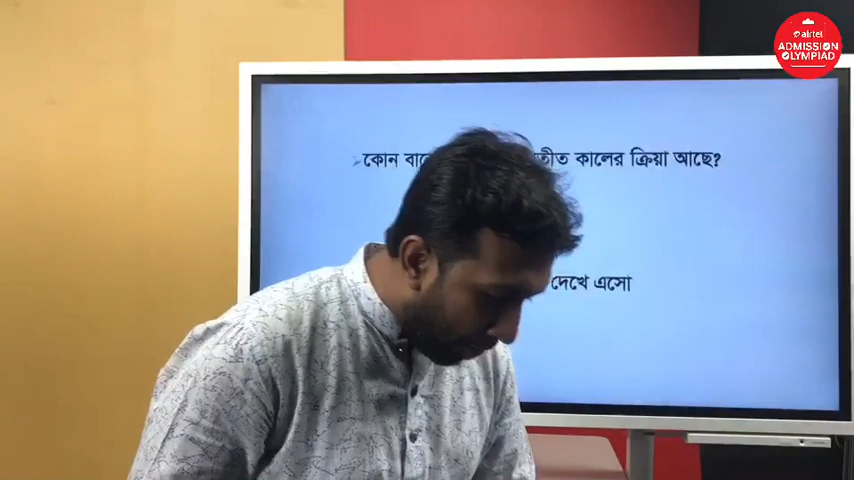 airtel
ADMISSION
OLYMPIAD
কোন তীত কালের ক্রিয়া আছে?
দেখে এসো